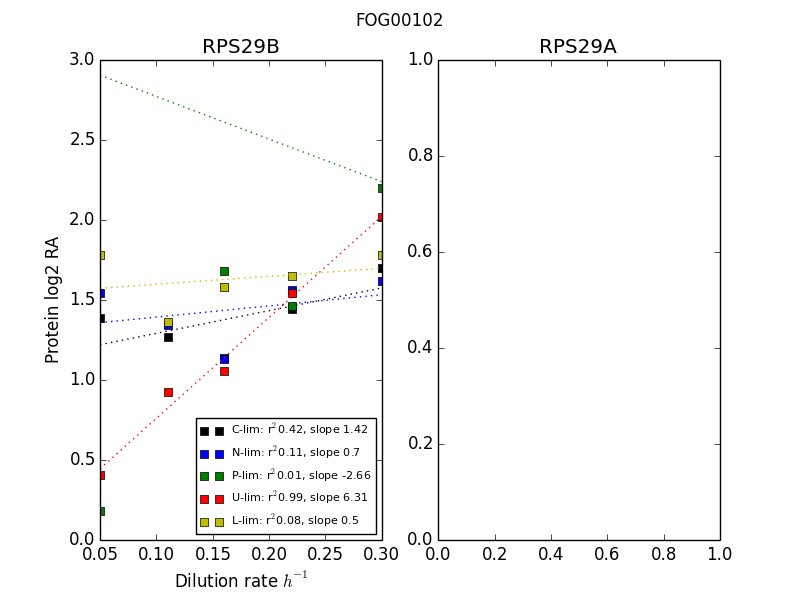 FOG00102
RPS29B
RPS29A
3.0
2.5
2.0
1.5
1.0
0.5
0.0
Protein log2 RA
0.05 0.10 0.15 0.20 0.25 0.30
Dilution rate h⁻¹
C-lim: r²0.42, slope 1.42
N-lim: r²0.11, slope 0.7
P-lim: r²0.01, slope -2.66
U-lim: r²0.99, slope 6.31
L-lim: r²0.08, slope 0.5
1.0
0.8
0.6
0.4
0.2
0.0
0.0 0.2 0.4 0.6 0.8 1.0